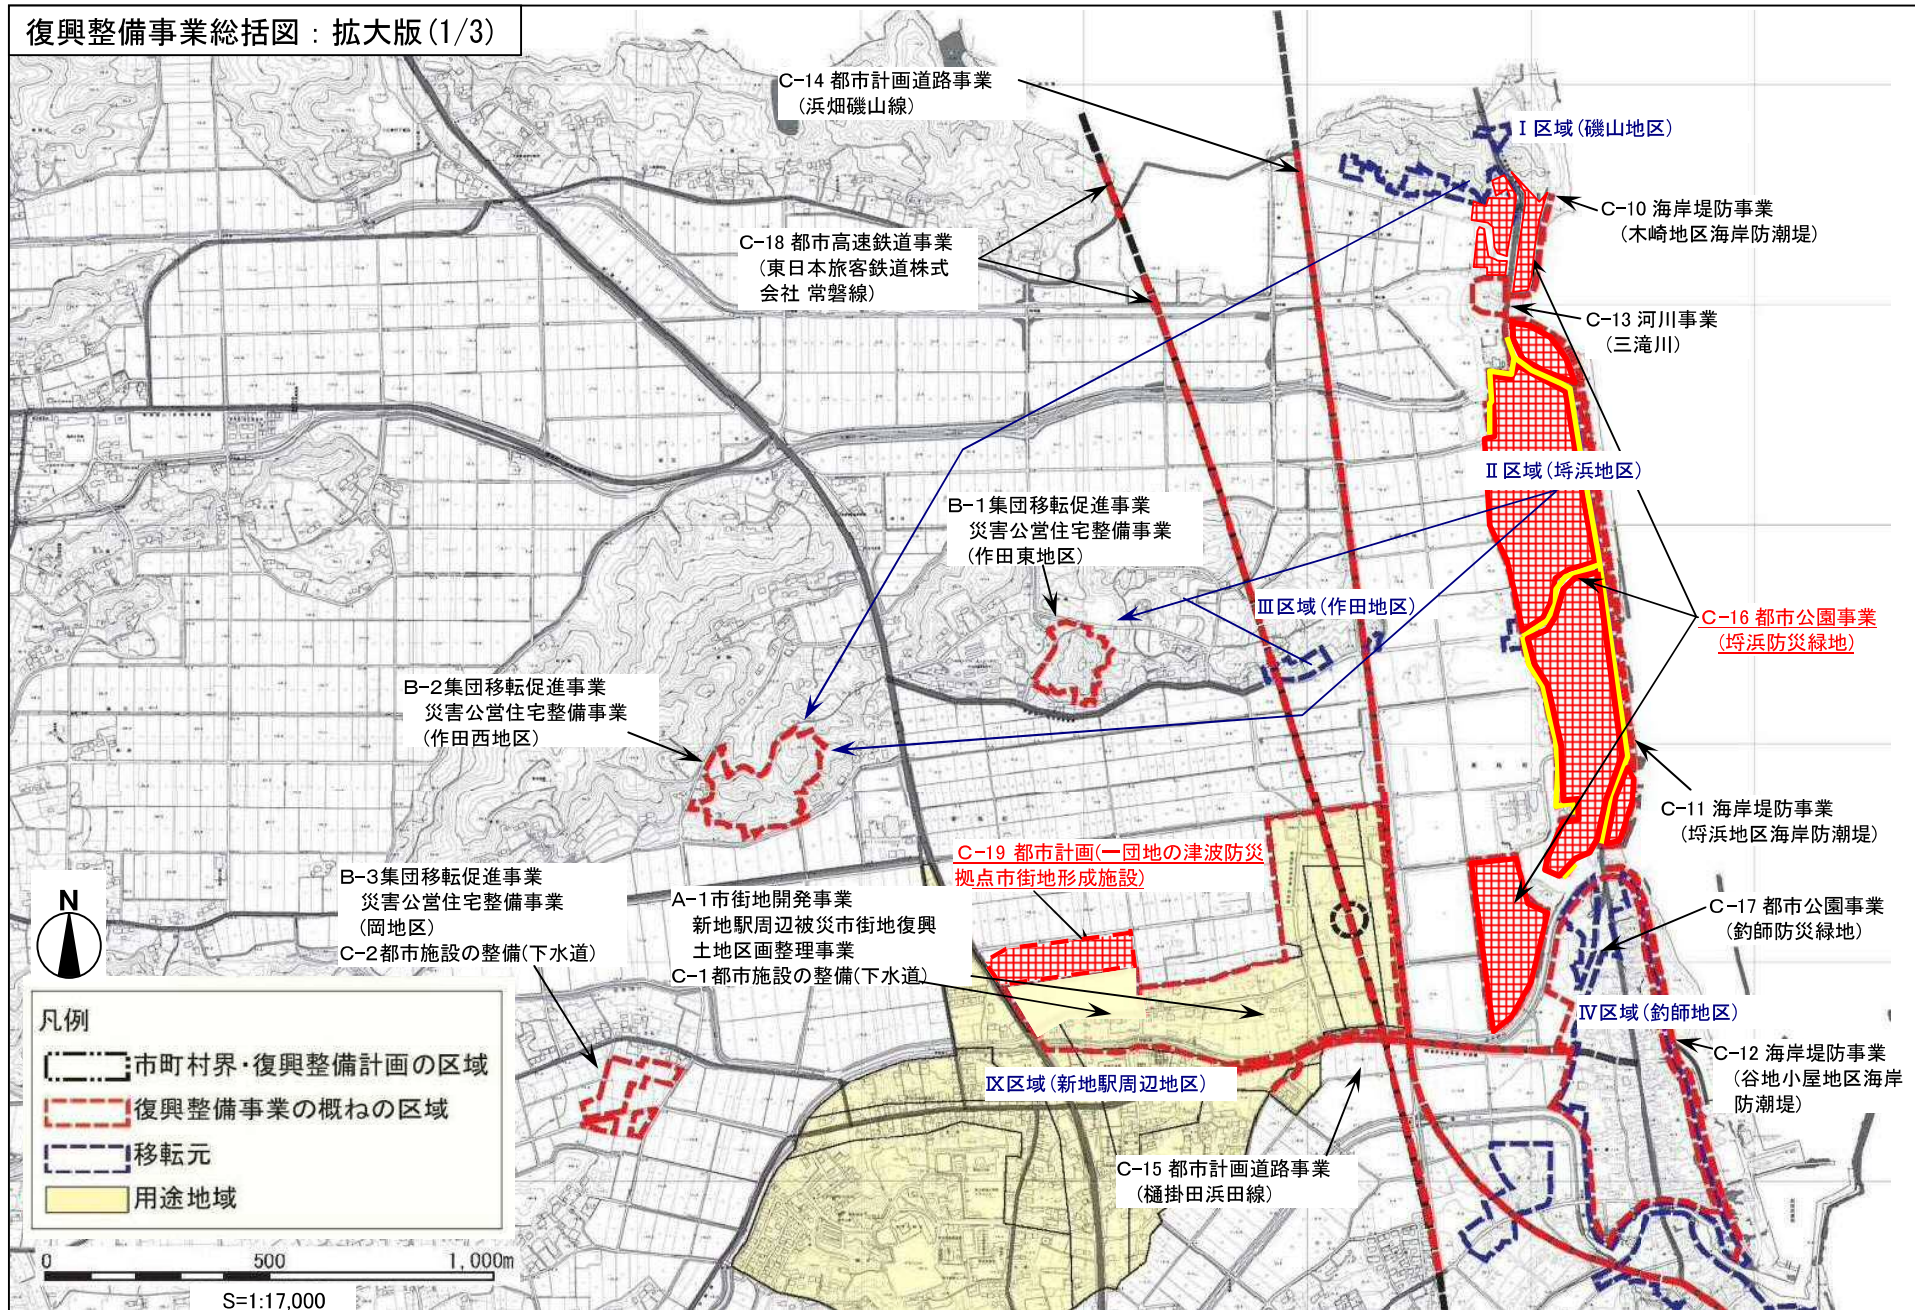 復興整備事業総括図：拡大版(1/3)
C-14 都市計画道路事業
(浜畑磯山線)
Ⅰ区域(磯山地区)
C-10 海岸堤防事業
(木崎地区海岸防潮堤)
C-18 都市高速鉄道事業
(東日本旅客鉄道株式
会社 常磐線)
C-13 河川事業
(三滝川)
Ⅱ区域(埓浜地区)
B-1集団移転促進事業
災害公営住宅整備事業
(作田東地区)
Ⅲ区域(作田地区)
C-16 都市公園事業
(埓浜防災緑地)
B-2集団移転促進事業
災害公営住宅整備事業
(作田西地区)
C-11 海岸堤防事業
(埓浜地区海岸防潮堤)
C-19 都市計画(一団地の津波防災
拠点市街地形成施設)
B-3集団移転促進事業
災害公営住宅整備事業
(岡地区)
C-2都市施設の整備(下水道)
A-1市街地開発事業
新地駅周辺被災市街地復興
土地区画整理事業
C-1都市施設の整備(下水道)
C-17 都市公園事業
(釣師防災緑地)
Ⅳ区域(釣師地区)
C-12 海岸堤防事業
(谷地小屋地区海岸
防潮堤)
Ⅸ区域(新地駅周辺地区)
C-15 都市計画道路事業
(樋掛田浜田線)
N
凡例
市町村界・復興整備計画の区域
復興整備事業の概ねの区域
移転元
用途地域
0 500 1,000m
S=1:17,000